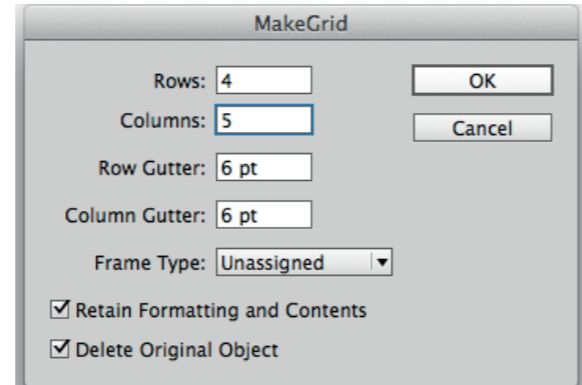 MakeGrid
Rows: 4
OK
Columns: 5
Cancel
Row Gutter: 6 pt
Column Gutter: 6 pt
Frame Type: Unassigned
Retain Formatting and Contents
Delete Original Object